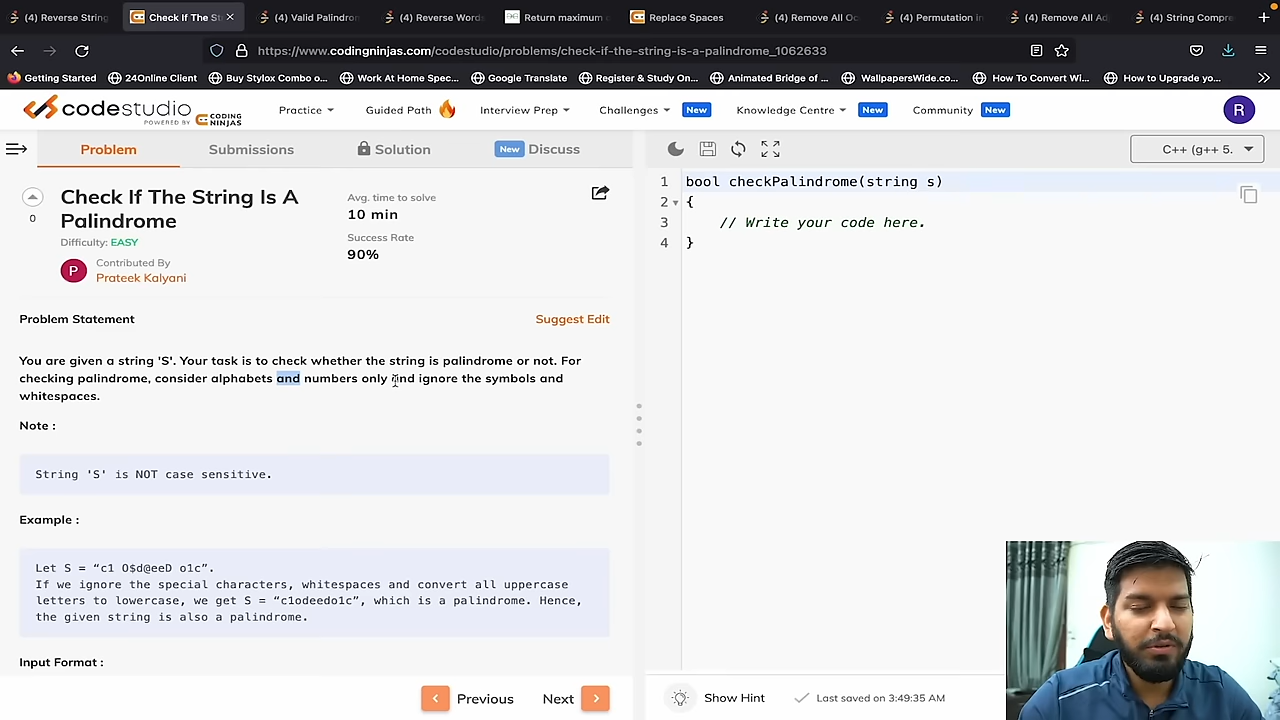 (4) Reverse String
Check If The St
(4) Valid Palindrom
(4) Reverse Words
Return maximum
Replace Spaces
(4) Remove All Oc
(4) Permutation in
(4) Remove All Adj
(4) String Compre
https://www.codingninjas.com/codestudio/problems/check-if-the-string-is-a-palindrome_1062633
Getting Started
24Online Client
Buy Stylox Combo o...
Work At Home Spec...
Google Translate
Register & Study On...
Animated Bridge of ...
WallpapersWide.co...
How To Convert Wi...
How to Upgrade yo...
codestudio
POWERED BY CODING NINJAS
Practice
Guided Path
Interview Prep
Challenges
New
Knowledge Centre
New
Community
New
R
Problem
Submissions
Solution
New Discuss
C++ (g++ 5.
Check If The String Is A
Palindrome
0
Difficulty: EASY
Avg. time to solve
10 min
Success Rate
90%
P
Contributed By
Prateek Kalyani
Problem Statement
Suggest Edit
You are given a string 'S'. Your task is to check whether the string is palindrome or not. For
checking palindrome, consider alphabets and numbers only and ignore the symbols and
whitespaces.
Note :
String 'S' is NOT case sensitive.
Example :
Let S = “c1 O$d@eeD o1c”.
If we ignore the special characters, whitespaces and convert all uppercase
letters to lowercase, we get S = “c1odeedo1c”, which is a palindrome. Hence,
the given string is also a palindrome.
Input Format :
Previous
Next
1 bool checkPalindrome(string s)
2 {
3 // Write your code here.
4 }
Show Hint
Last saved on 3:49:35 AM